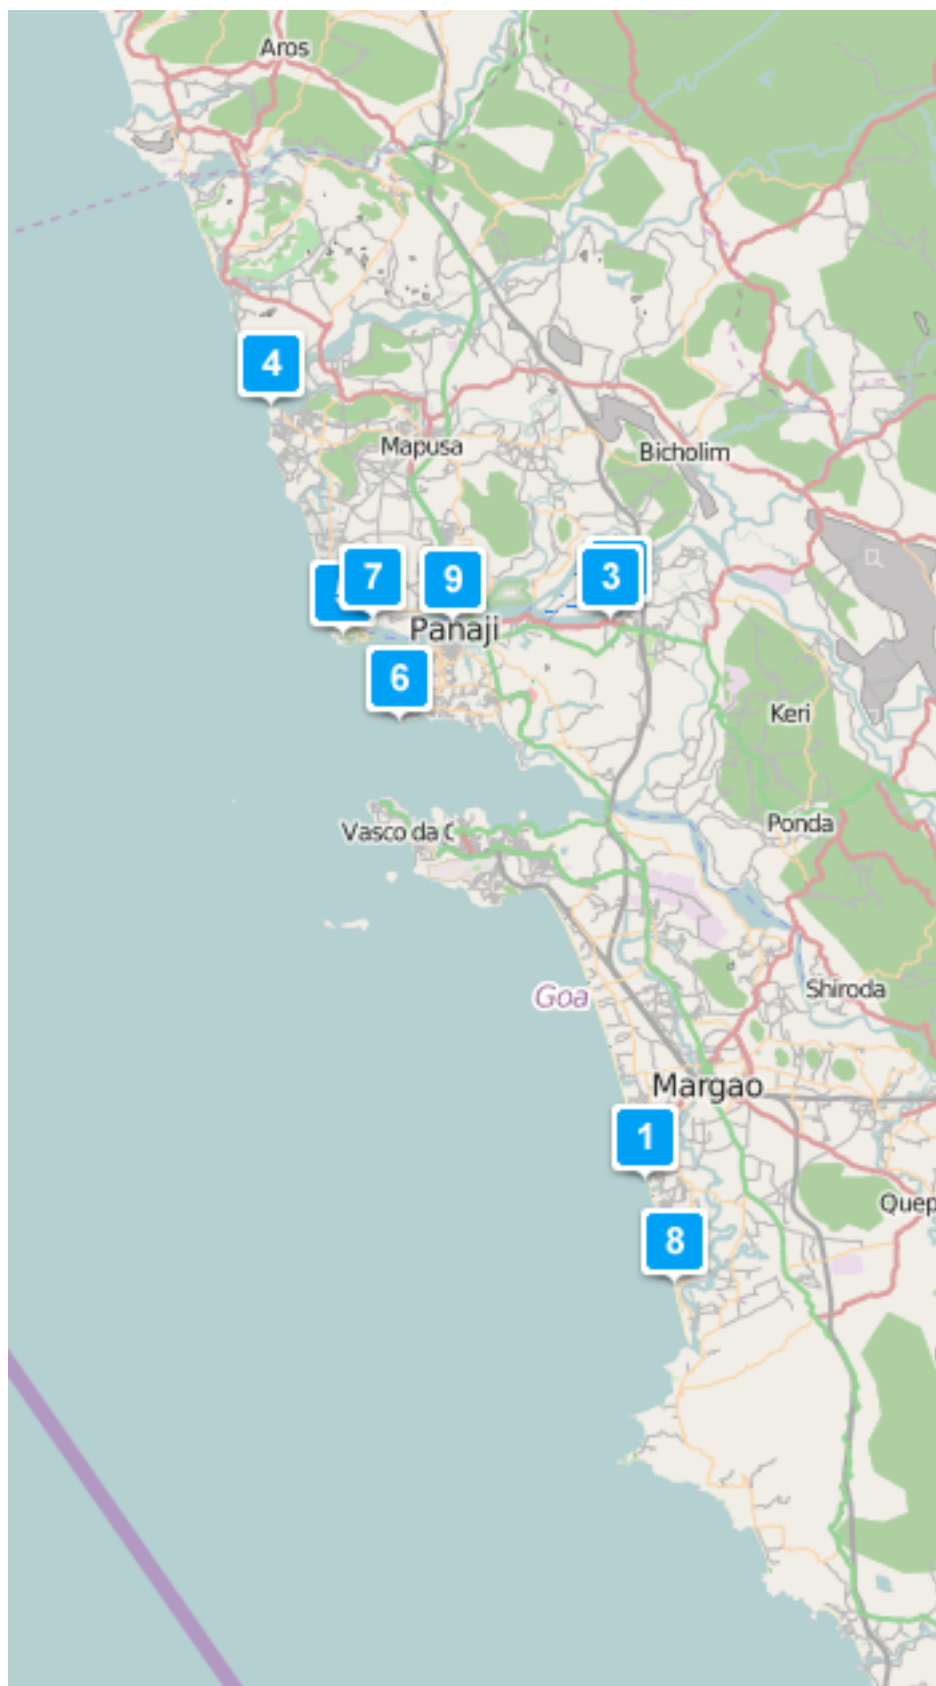 Aros
4
Mapusa
Bicholim
7
9
3
Panaji
6
Keri
Vasco da
Ponda
Goa
Shiroda
Margao
1
Quep
8